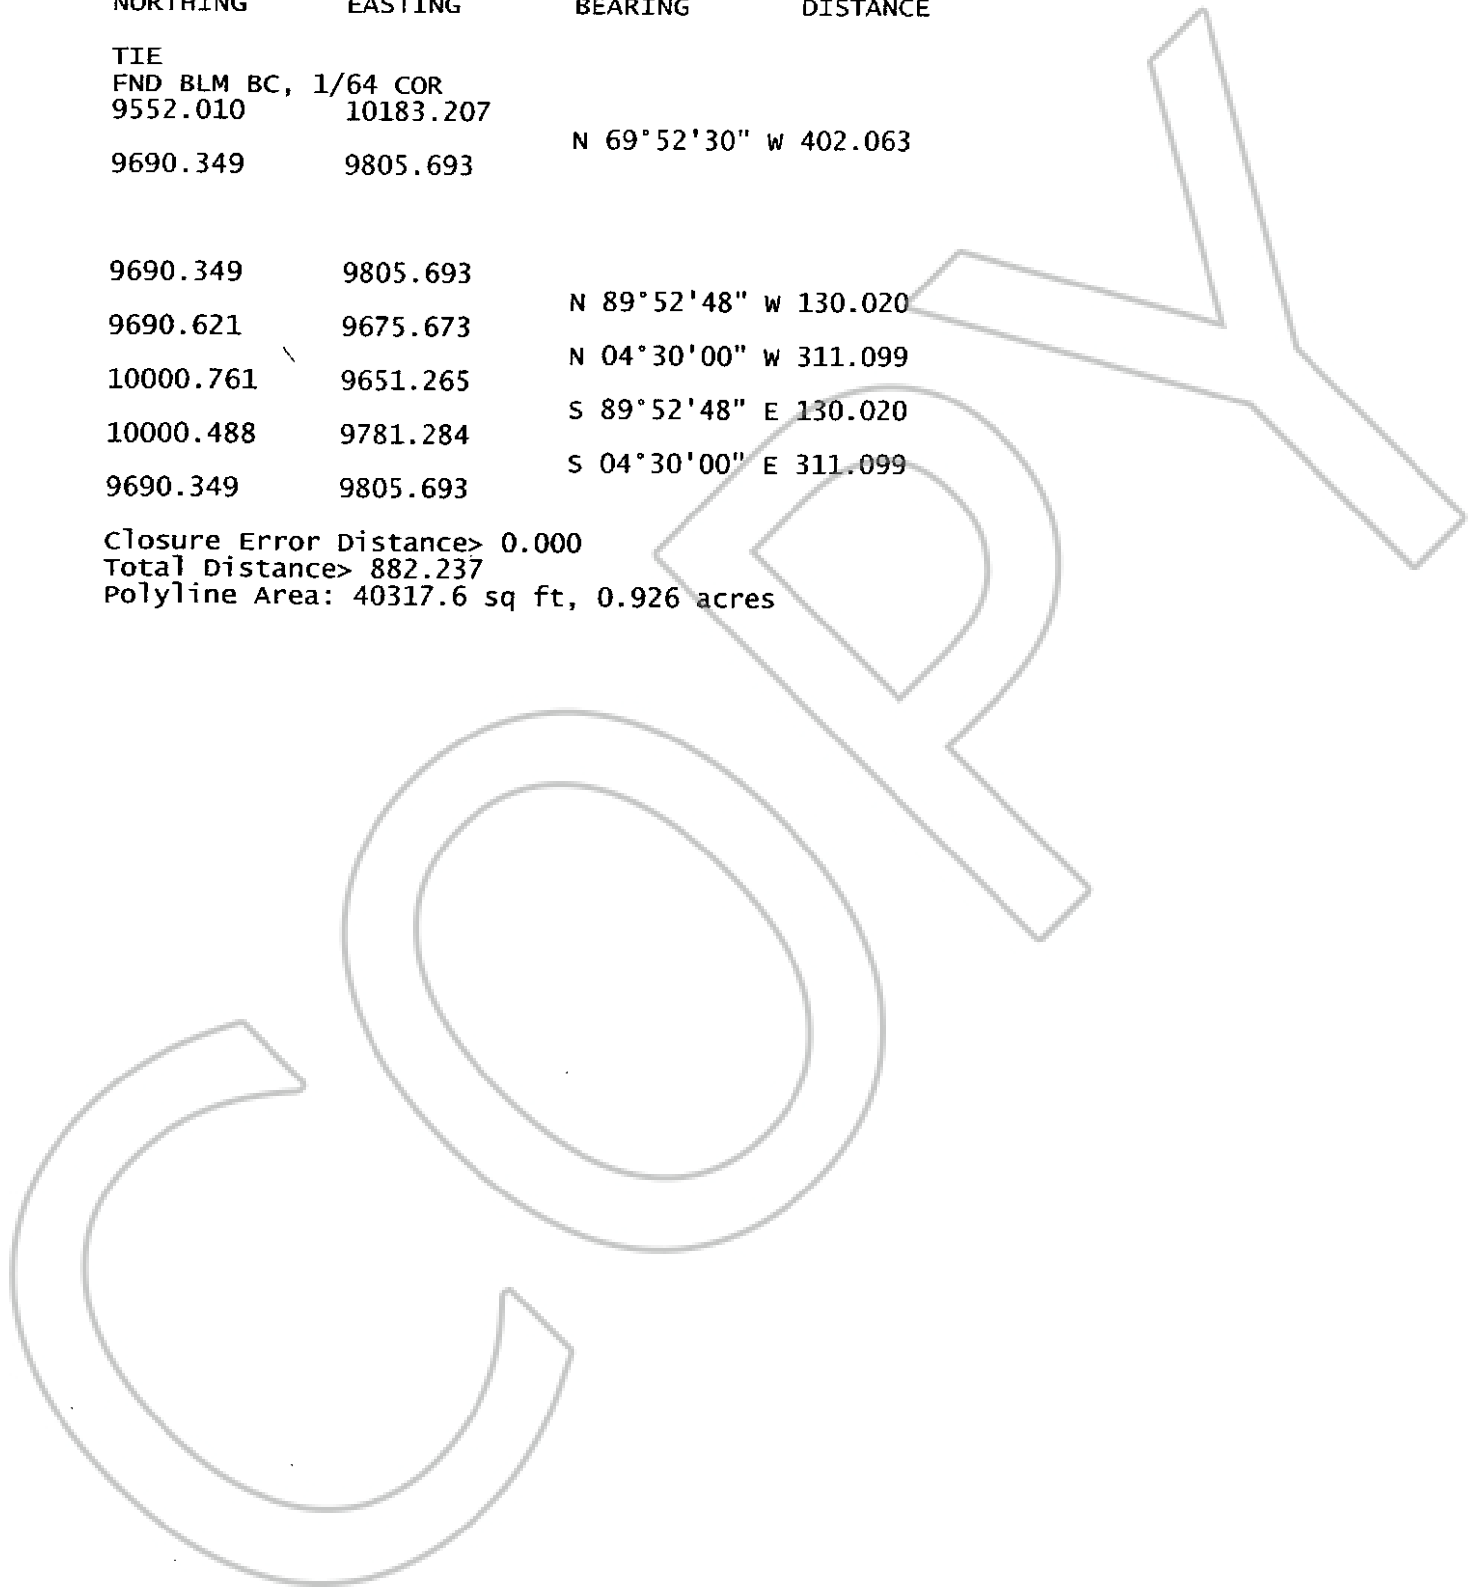 NORTHING EASTING BEARING DISTANCE
TIE
FND BLM BC, 1/64 COR
9552.010 10183.207
N 69°52'30" W 402.063
9690.349 9805.693
9690.349 9805.693
N 89°52'48" W 130.020
9690.621 9675.673
N 04°30'00" W 311.099
10000.761 9651.265
S 89°52'48" E 130.020
10000.488 9781.284
S 04°30'00" E 311.099
9690.349 9805.693
Closure Error Distance> 0.000
Total Distance> 882.237
Polyline Area: 40317.6 sq ft, 0.926 acres
COPY